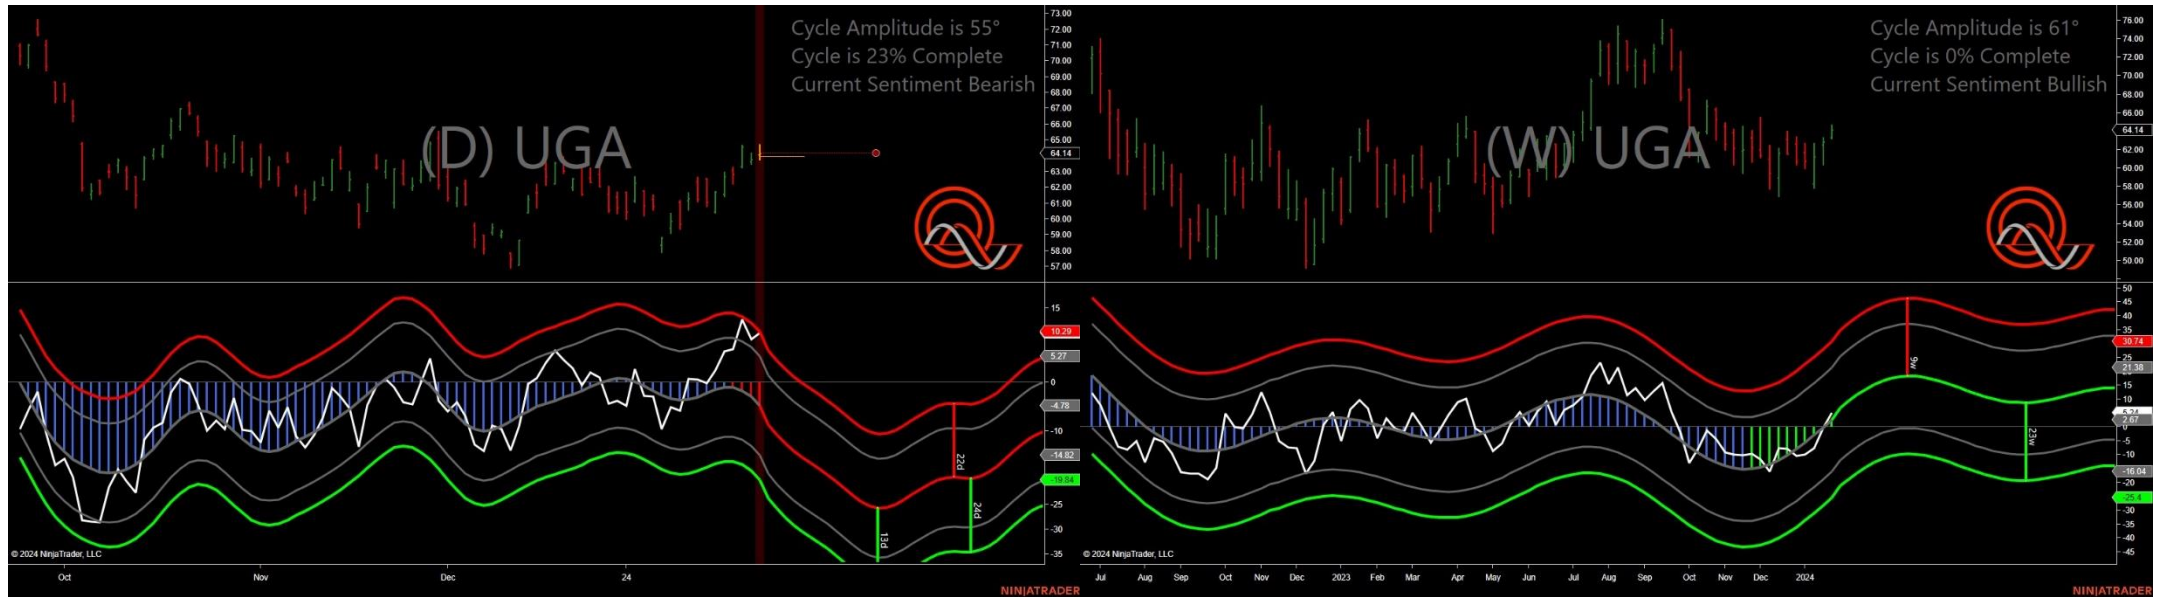 Cycle Amplitude is 55°
Cycle is 23% Complete
Current Sentiment Bearish
(D) UGA
73.00
72.00
71.00
70.00
69.00
68.00
67.00
66.00
65.00
64.14
63.00
62.00
61.00
60.00
59.00
58.00
57.00
15
10.29
5.27
0
-4.78
-10
-14.82
-19.84
-25
-30
-35
22d
24d
13d
© 2024 NinjaTrader, LLC
Oct
Nov
Dec
24
NINJATRADER
Cycle Amplitude is 61°
Cycle is 0% Complete
Current Sentiment Bullish
(W) UGA
76.00
74.00
72.00
70.00
68.00
66.00
64.14
62.00
60.00
58.00
56.00
54.00
52.00
50.00
50
45
40
35
30.74
25
21.38
15
10
5.24
2.67
0
-5
-10
-16.04
-20
-25.4
-30
-35
-40
-45
9w
23w
© 2024 NinjaTrader, LLC
Jul
Aug
Sep
Oct
Nov
Dec
2023
Feb
Mar
Apr
May
Jun
Jul
Aug
Sep
Oct
Nov
Dec
2024
NINJATRADER